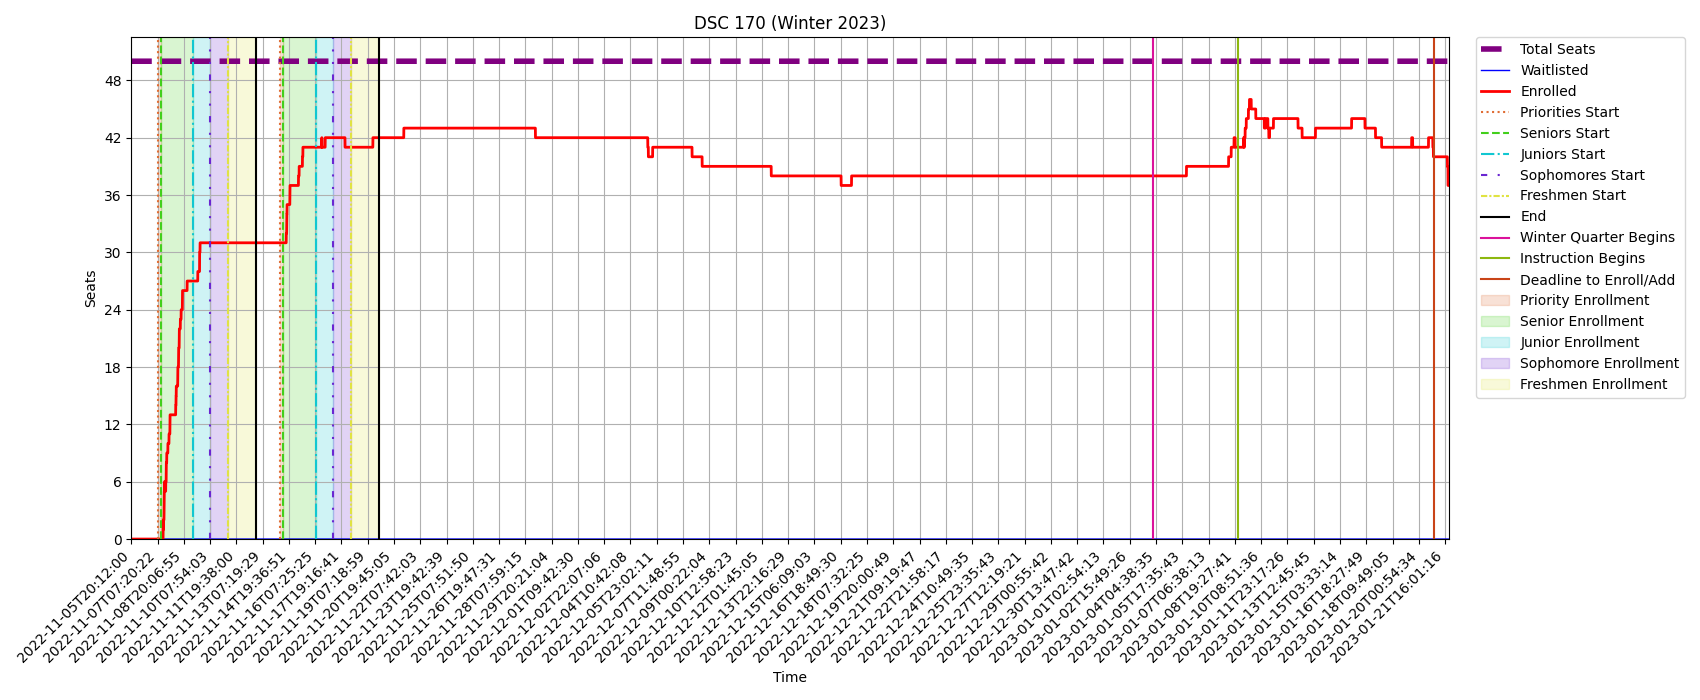 DSC 170 (Winter 2023)
Seats
48
42
36
30
24
18
12
6
0
2022-11-05T20:12:00
2022-11-07T07:20:22
2022-11-08T20:06:55
2022-11-10T07:54:03
2022-11-11T19:38:00
2022-11-13T07:19:29
2022-11-14T19:36:51
2022-11-16T07:25:25
2022-11-17T19:16:41
2022-11-19T07:18:59
2022-11-20T19:45:05
2022-11-22T07:42:03
2022-11-23T19:42:39
2022-11-25T07:51:50
2022-11-26T19:47:31
2022-11-28T07:59:15
2022-11-29T20:21:04
2022-12-01T09:42:30
2022-12-02T22:07:06
2022-12-04T10:42:08
2022-12-05T23:02:11
2022-12-07T11:48:55
2022-12-09T00:22:04
2022-12-10T12:58:23
2022-12-12T01:45:05
2022-12-13T22:16:29
2022-12-15T06:09:03
2022-12-16T18:49:30
2022-12-18T07:32:25
2022-12-19T20:00:49
2022-12-21T09:19:47
2022-12-22T21:58:17
2022-12-24T10:49:35
2022-12-25T23:35:43
2022-12-27T12:19:21
2022-12-29T00:55:42
2022-12-30T13:47:42
2023-01-01T02:54:13
2023-01-02T15:49:26
2023-01-04T04:38:35
2023-01-05T17:35:43
2023-01-07T06:38:13
2023-01-08T19:27:41
2023-01-10T08:51:36
2023-01-11T23:17:26
2023-01-13T12:45:45
2023-01-15T03:33:14
2023-01-16T18:27:49
2023-01-18T09:49:05
2023-01-20T00:54:34
2023-01-21T16:01:16
Time
Total Seats
Waitlisted
Enrolled
Priorities Start
Seniors Start
Juniors Start
Sophomores Start
Freshmen Start
End
Winter Quarter Begins
Instruction Begins
Deadline to Enroll/Add
Priority Enrollment
Senior Enrollment
Junior Enrollment
Sophomore Enrollment
Freshmen Enrollment